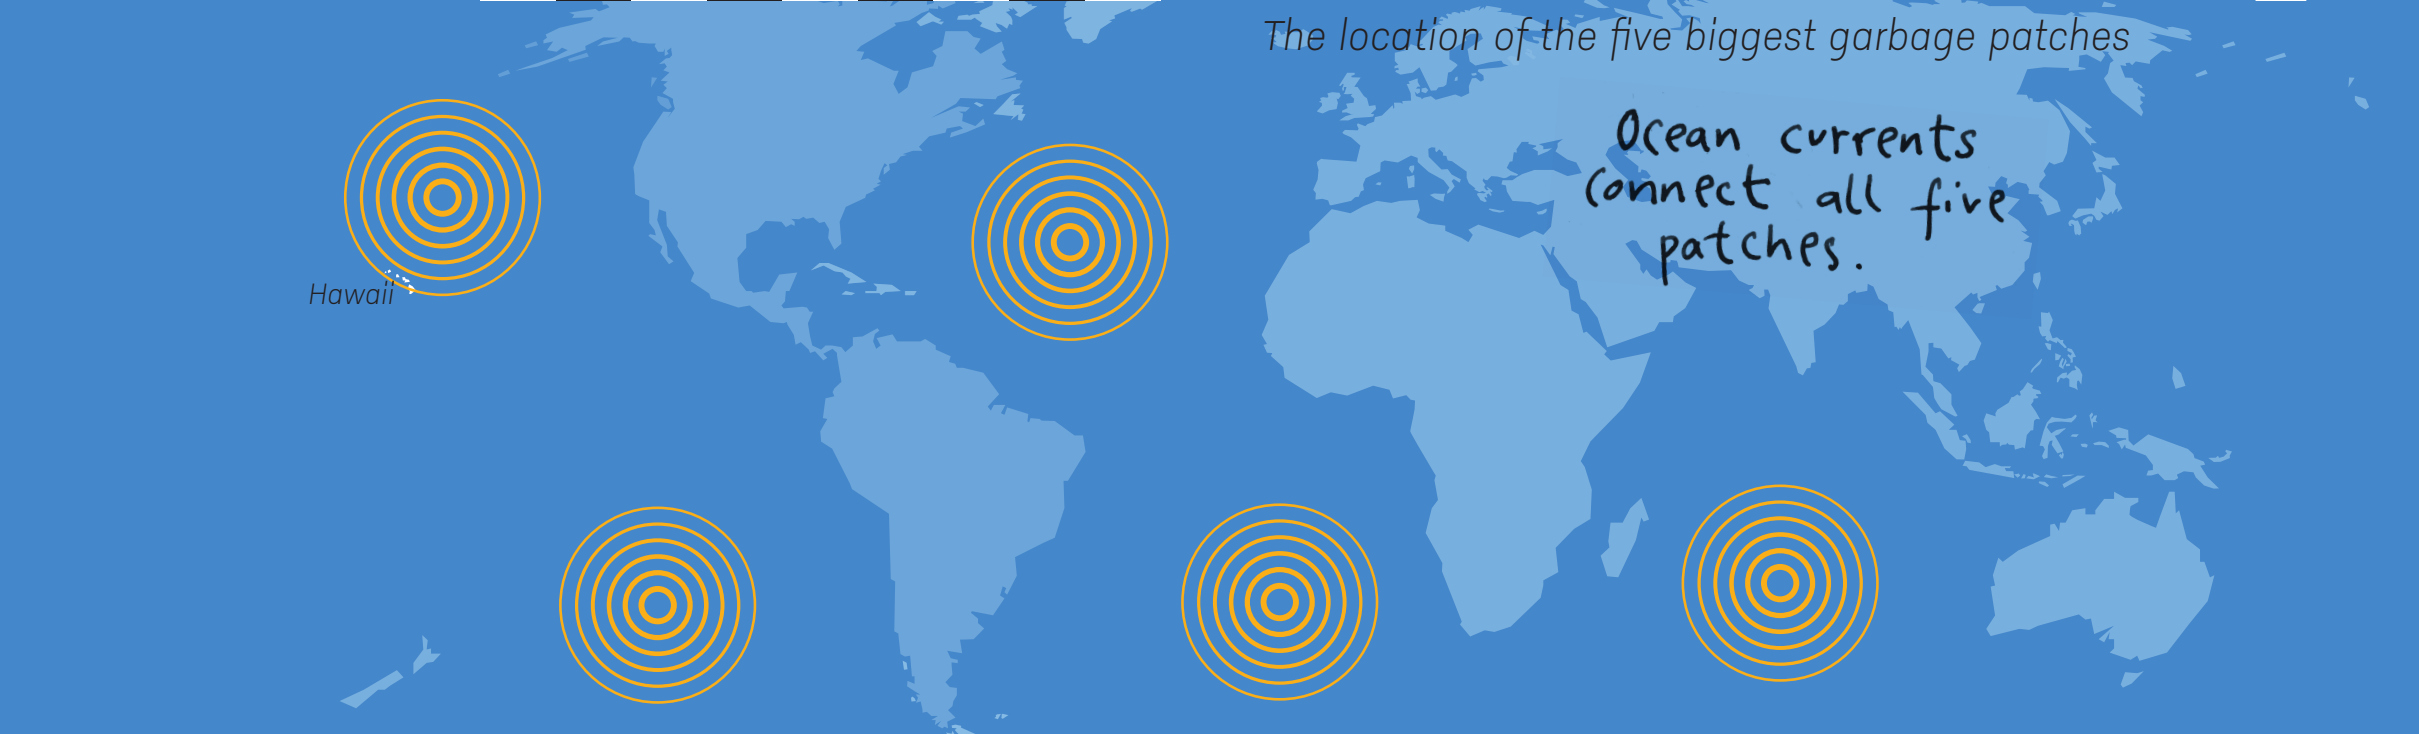 The location of the five biggest garbage patches
Ocean currents
connect all five
patches.
Hawaii